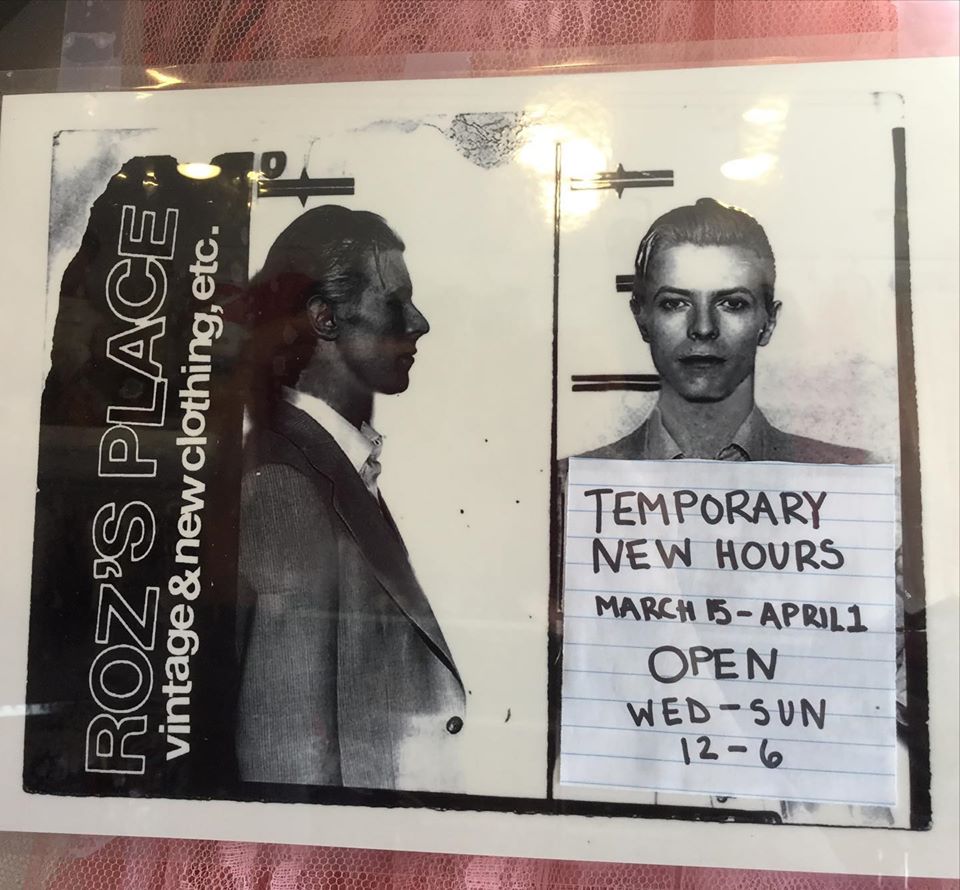 ROZ'S PLACE
vintage & new clothing, etc.
TEMPORARY
NEW HOURS
MARCH 15 - APRIL 1
OPEN
WED - SUN
12 - 6